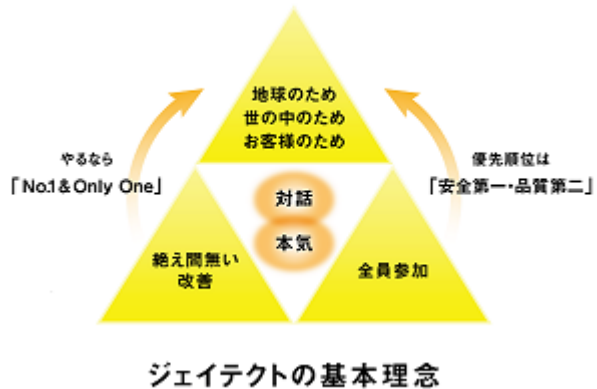 地球のため
世の中のため
お客様のため
やるなら
「No.1&Only One」
優先順位は
「安全第一・品質第二」
対話
本気
絶え間無い
改善
全員参加
ジェイテクトの基本理念